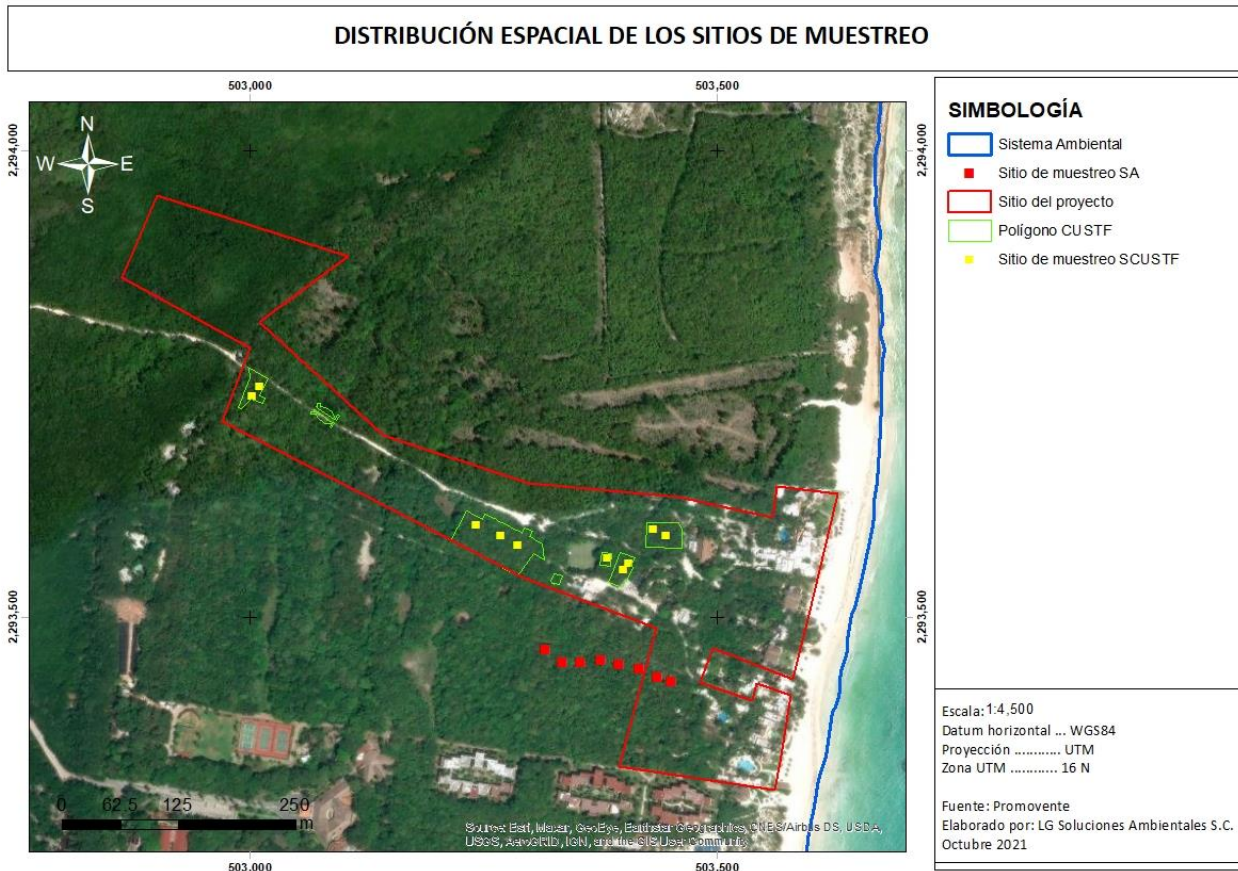 DISTRIBUCIÓN ESPACIAL DE LOS SITIOS DE MUESTREO
503,000
503,500
2,294,000
2,294,000
N
W
E
S
2,293,500
2,293,500
0
62.5
125
250
m
Source: Esri, Maxar, GeoEye, Earthstar Geographics, CNES/Airbus DS, USDA,
USGS, AeroGRID, IGN, and the GIS User Community
503,000
503,500
SIMBOLOGÍA
Sistema Ambiental
Sitio de muestreo SA
Sitio del proyecto
Polígono CUSTF
Sitio de muestreo SCUSTF
Escala: 1:4,500
Datum horizontal ... WGS84
Proyección ............ UTM
Zona UTM ............ 16 N
Fuente: Promovente
Elaborado por: LG Soluciones Ambientales S.C.
Octubre 2021